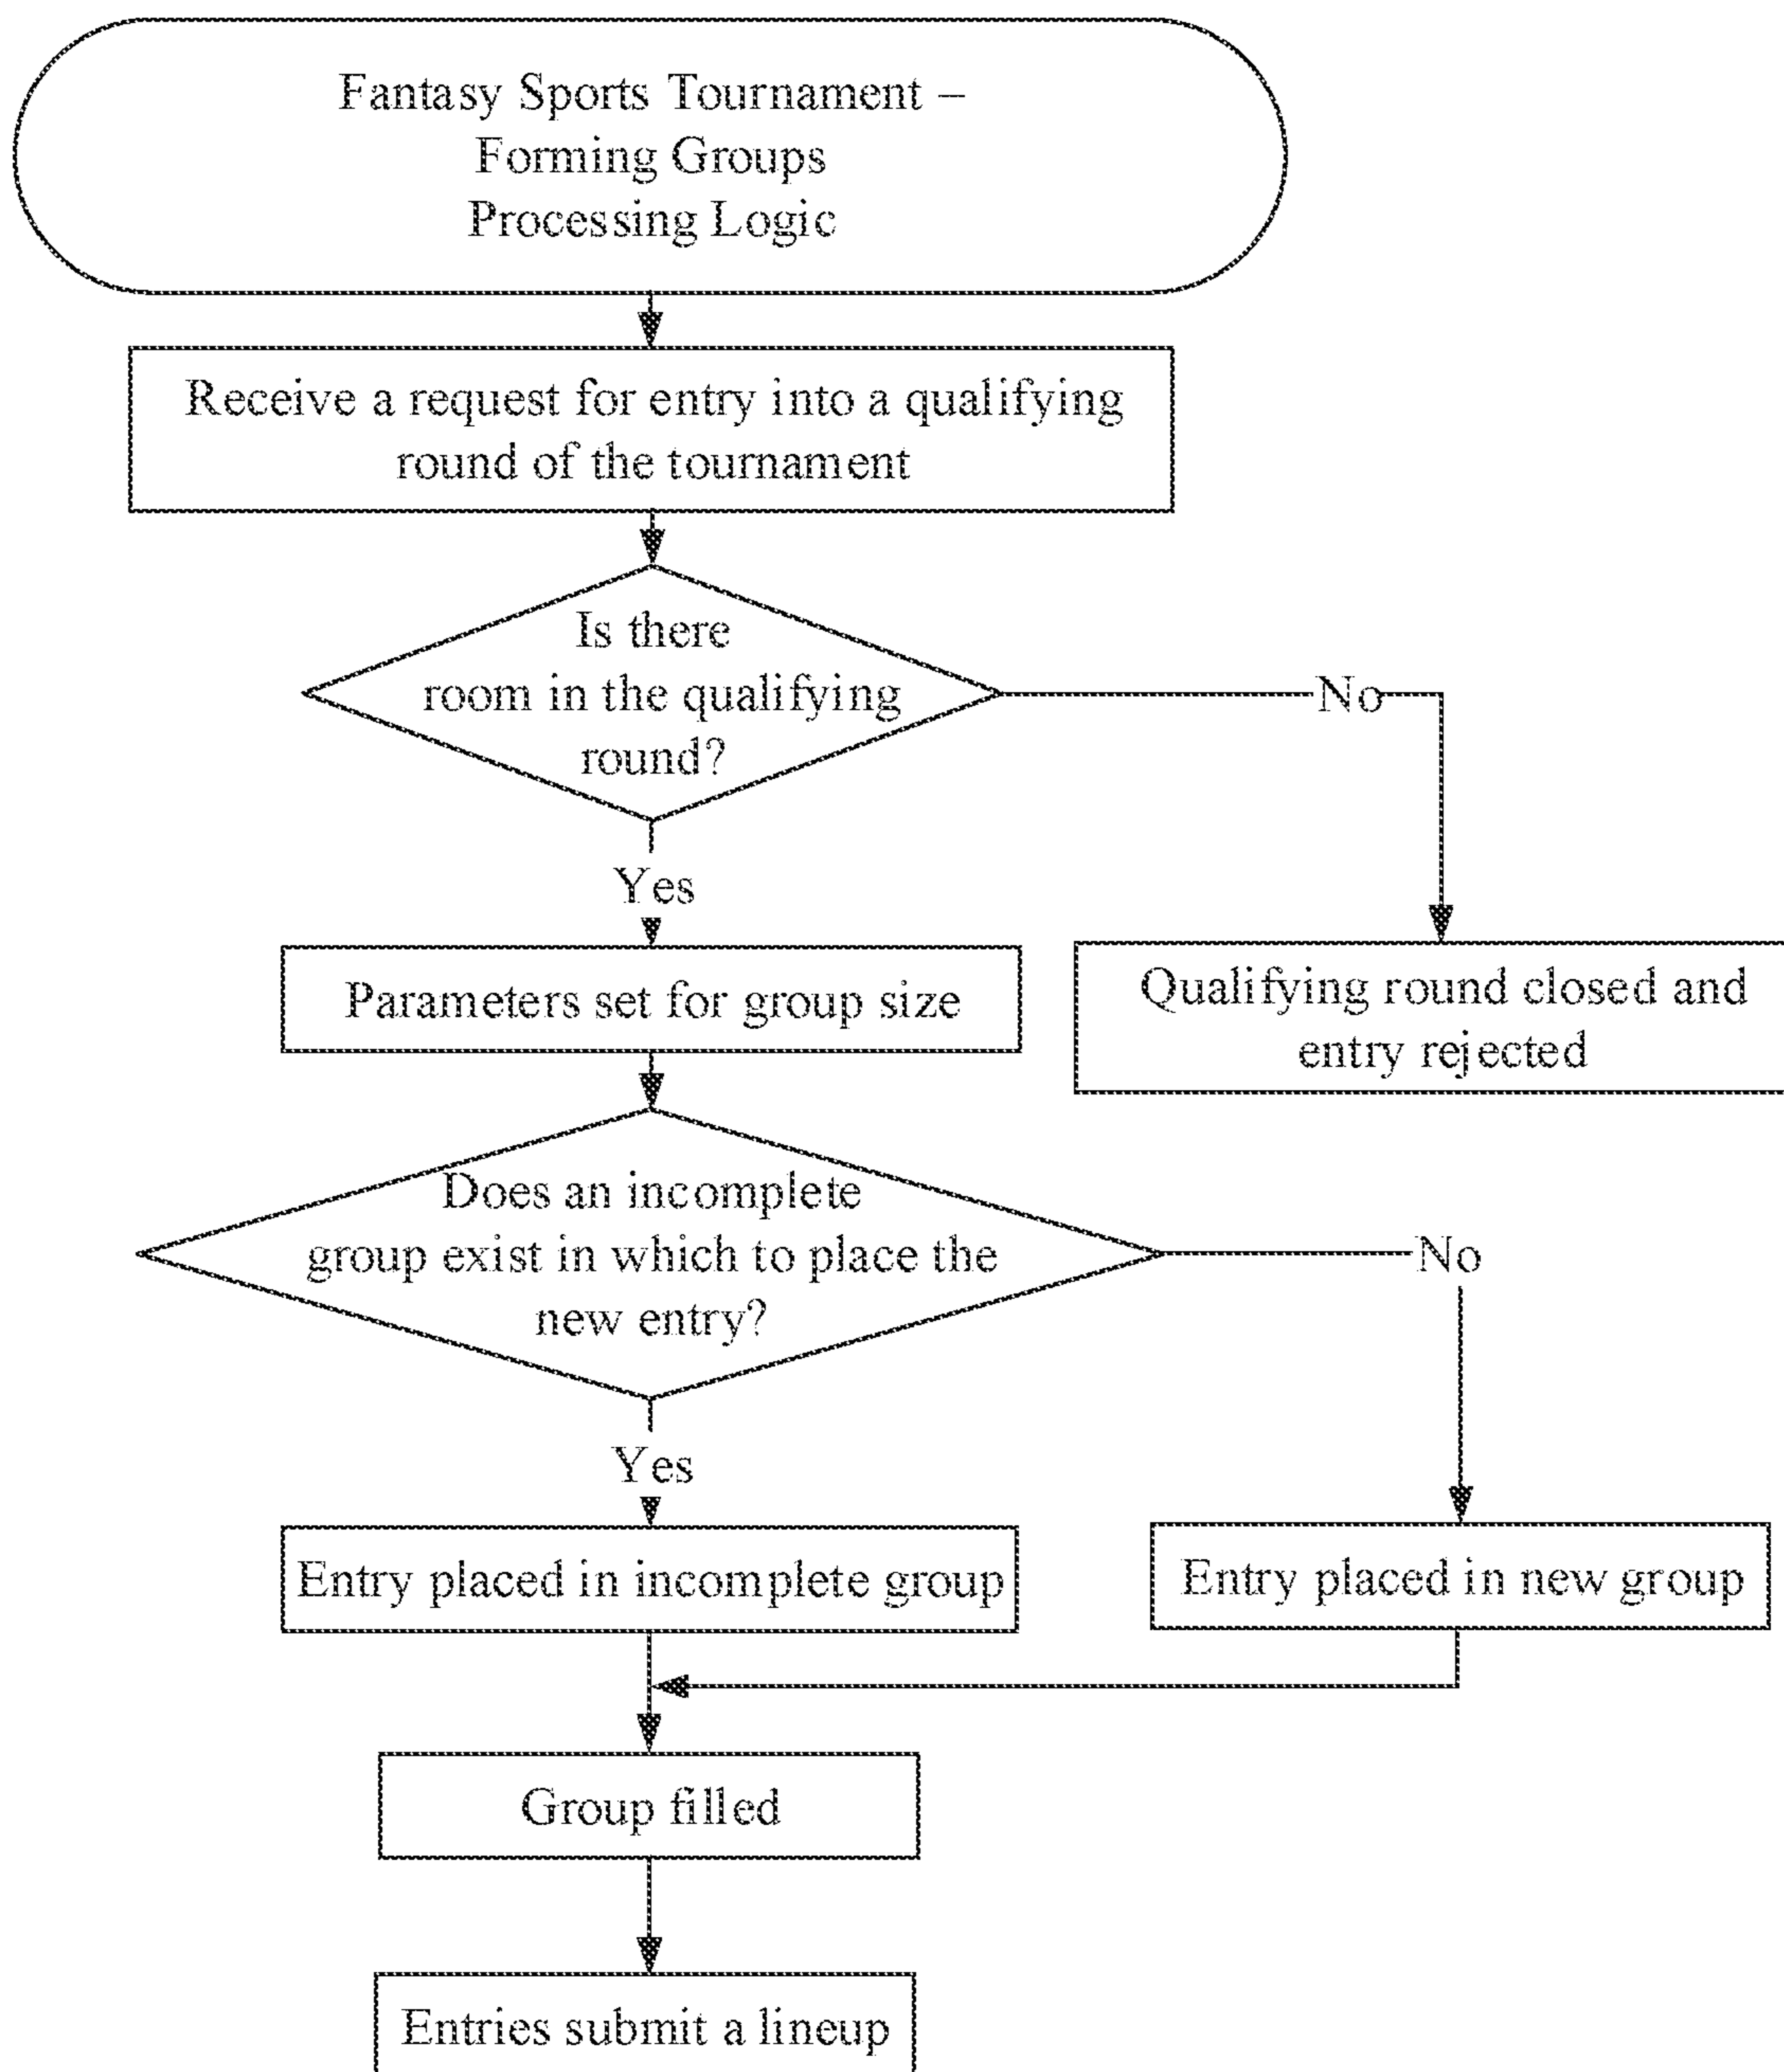 Fantasy Sports Tournament –
Forming Groups
Processing Logic
Receive a request for entry into a qualifying
round of the tournament
Is there
room in the qualifying
round?
No
Yes
Parameters set for group size
Qualifying round closed and
entry rejected
Does an incomplete
group exist in which to place the
new entry?
No
Yes
Entry placed in incomplete group
Entry placed in new group
Group filled
Entries submit a lineup